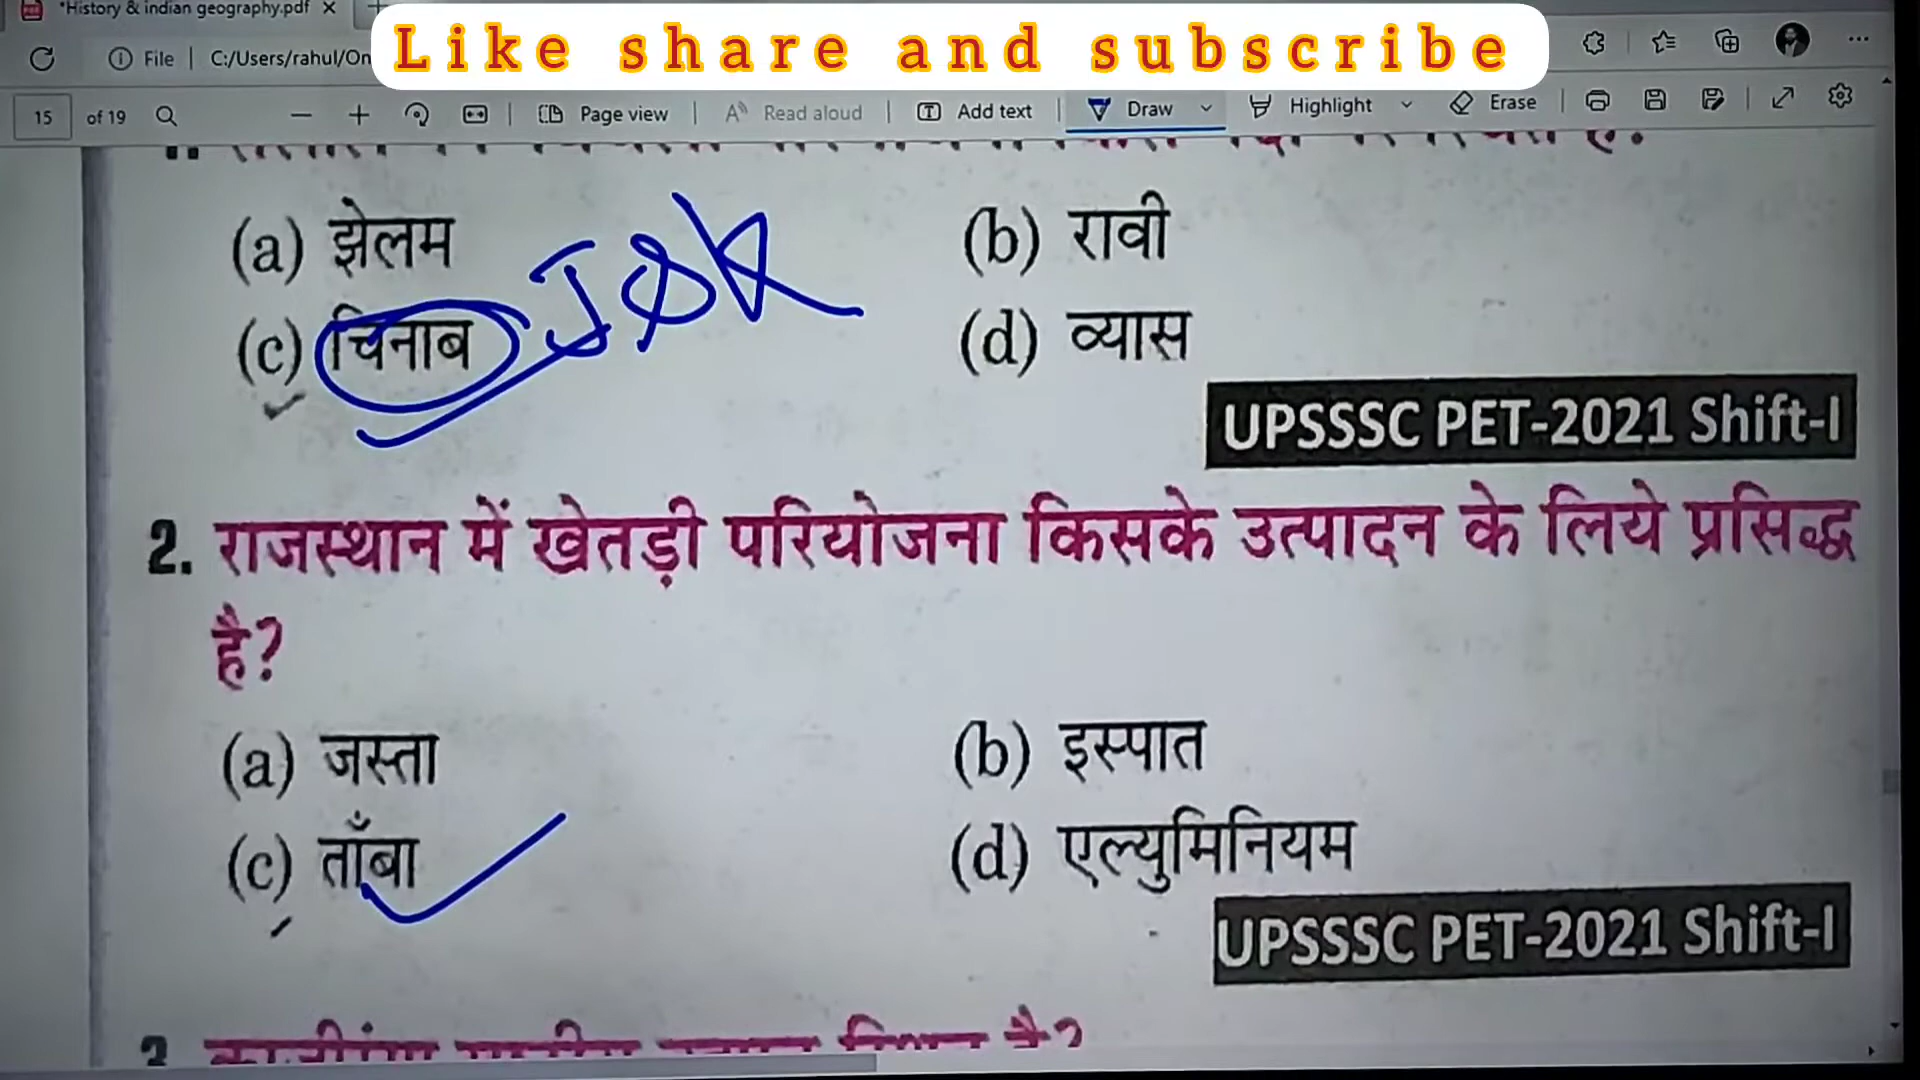 *History & indian geography.pdf
Like share and subscribe
File
C:/Users/rahul/On
15 of 19
Page view
Read aloud
Add text
Draw
Highlight
Erase
(a) झेलम
(b) रावी
J&K
(c) चिनाब
(d) व्यास
UPSSSC PET-2021 Shift-I
2. राजस्थान में खेतड़ी परियोजना किसके उत्पादन के लिये प्रसिद्ध
है?
(a) जस्ता
(b) इस्पात
(c) ताँबा
(d) एल्युमिनियम
UPSSSC PET-2021 Shift-I